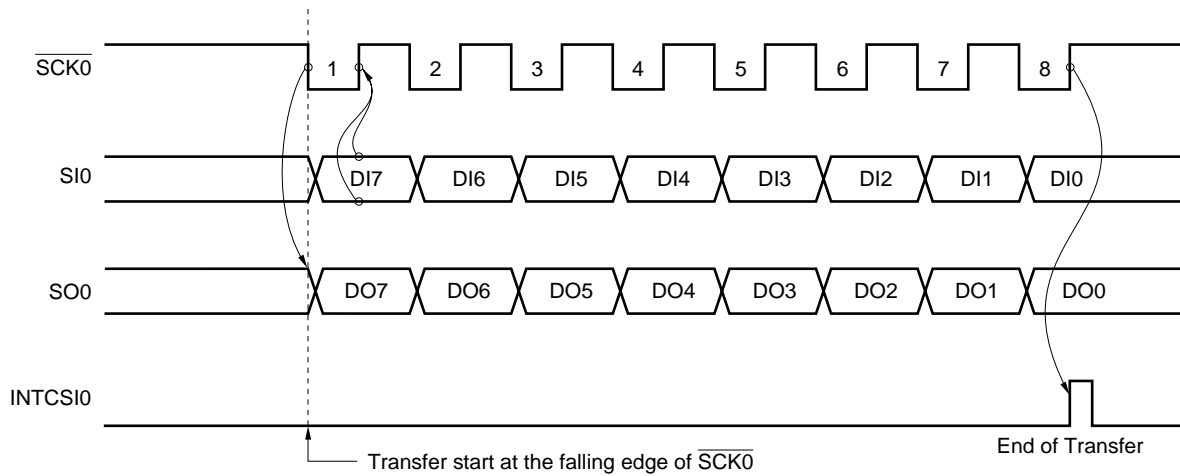 SCK0
1 2 3 4 5 6 7 8
SI0
DI7 DI6 DI5 DI4 DI3 DI2 DI1 DI0
SO0
DO7 DO6 DO5 DO4 DO3 DO2 DO1 DO0
INTCSI0
End of Transfer
Transfer start at the falling edge of SCK0